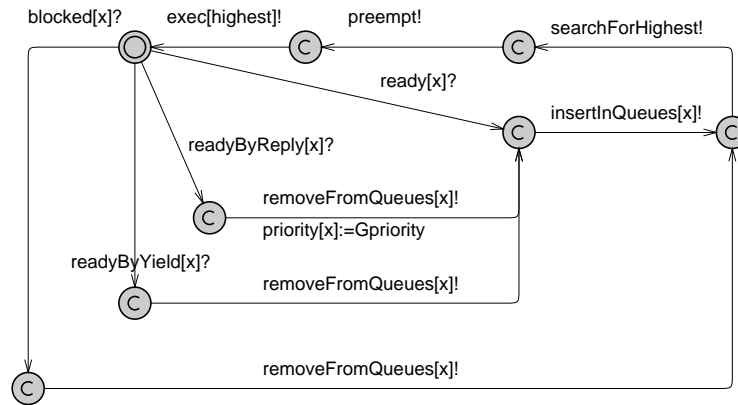 blocked[x]?
exec[highest]!
preempt!
searchForHighest!
ready[x]?
insertInQueues[x]!
readyByReply[x]?
removeFromQueues[x]!
priority[x]:=Gpriority
readyByYield[x]?
removeFromQueues[x]!
removeFromQueues[x]!
C
C
C
C
C
C
C